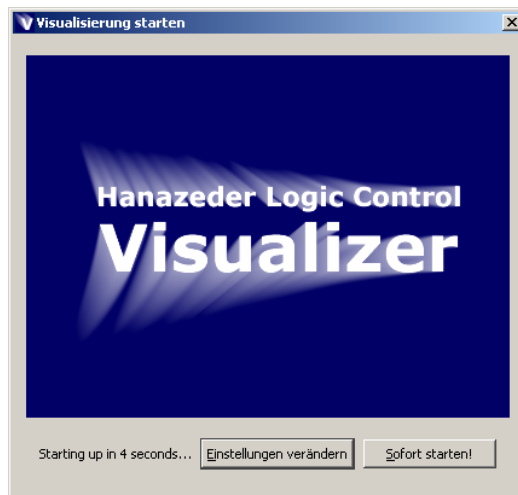 Visualisierung starten
Hanazeder Logic Control
Visualizer
Starting up in 4 seconds... Einstellungen verändern Sofort starten!